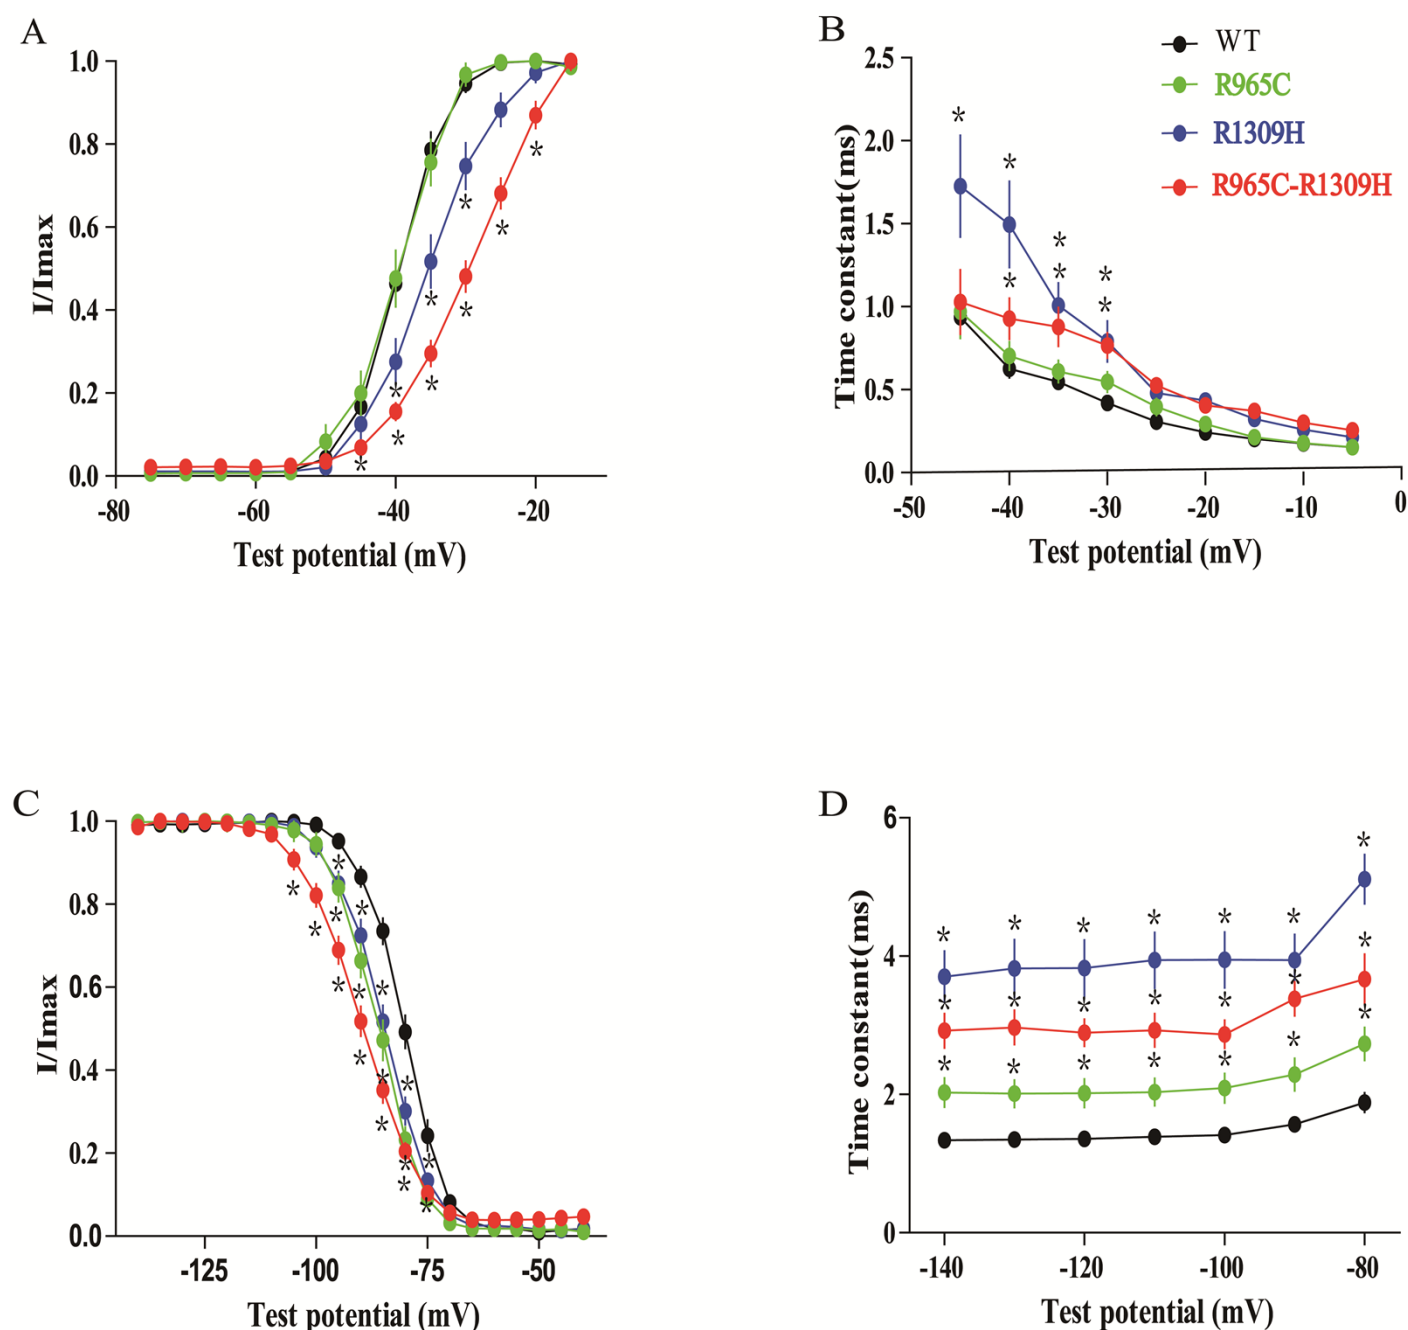 A
I/Imax
1.0
0.8
0.6
0.4
0.2
0.0
-80
-60
-40
-20
Test potential (mV)
B
Time constant(ms)
2.5
2.0
1.5
1.0
0.5
0.0
-50
-40
-30
-20
-10
0
Test potential (mV)
WT
R965C
R1309H
R965C-R1309H
C
I/Imax
1.0
0.8
0.6
0.4
0.2
0.0
-125
-100
-75
-50
Test potential (mV)
D
Time constant(ms)
6
4
2
0
-140
-120
-100
-80
Test potential (mV)